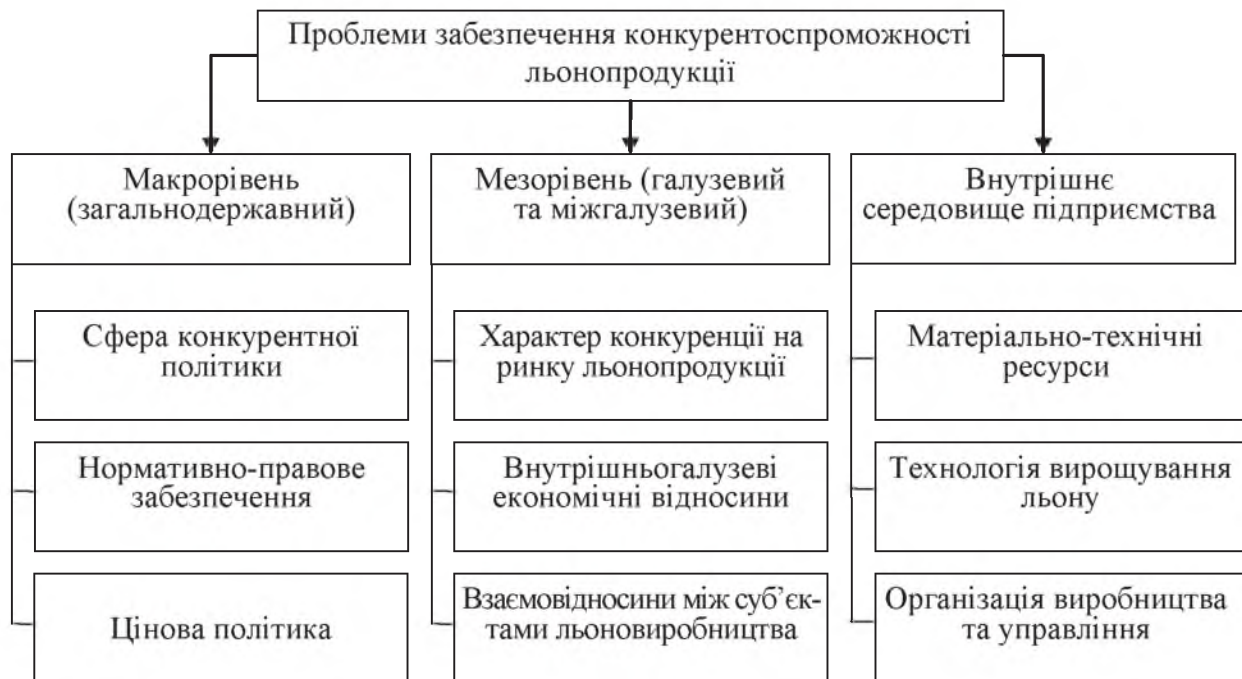 Проблеми забезпечення конкурентоспроможності
льонопродукції
Макрорівень
(загальнодержавний)
Сфера конкурентної
політики
Нормативно-правове
забезпечення
Цінова політика
Мезорівень (галузевий
та міжгалузевий)
Характер конкуренції на
ринку льонопродукції
Внутрішньогалузеві
економічні відносини
Взаємовідносини між суб’єк-
тами льоновиробництва
Внутрішнє
середовище підприємства
Матеріально-технічні
ресурси
Технологія вирощування
льону
Організація виробництва
та управління